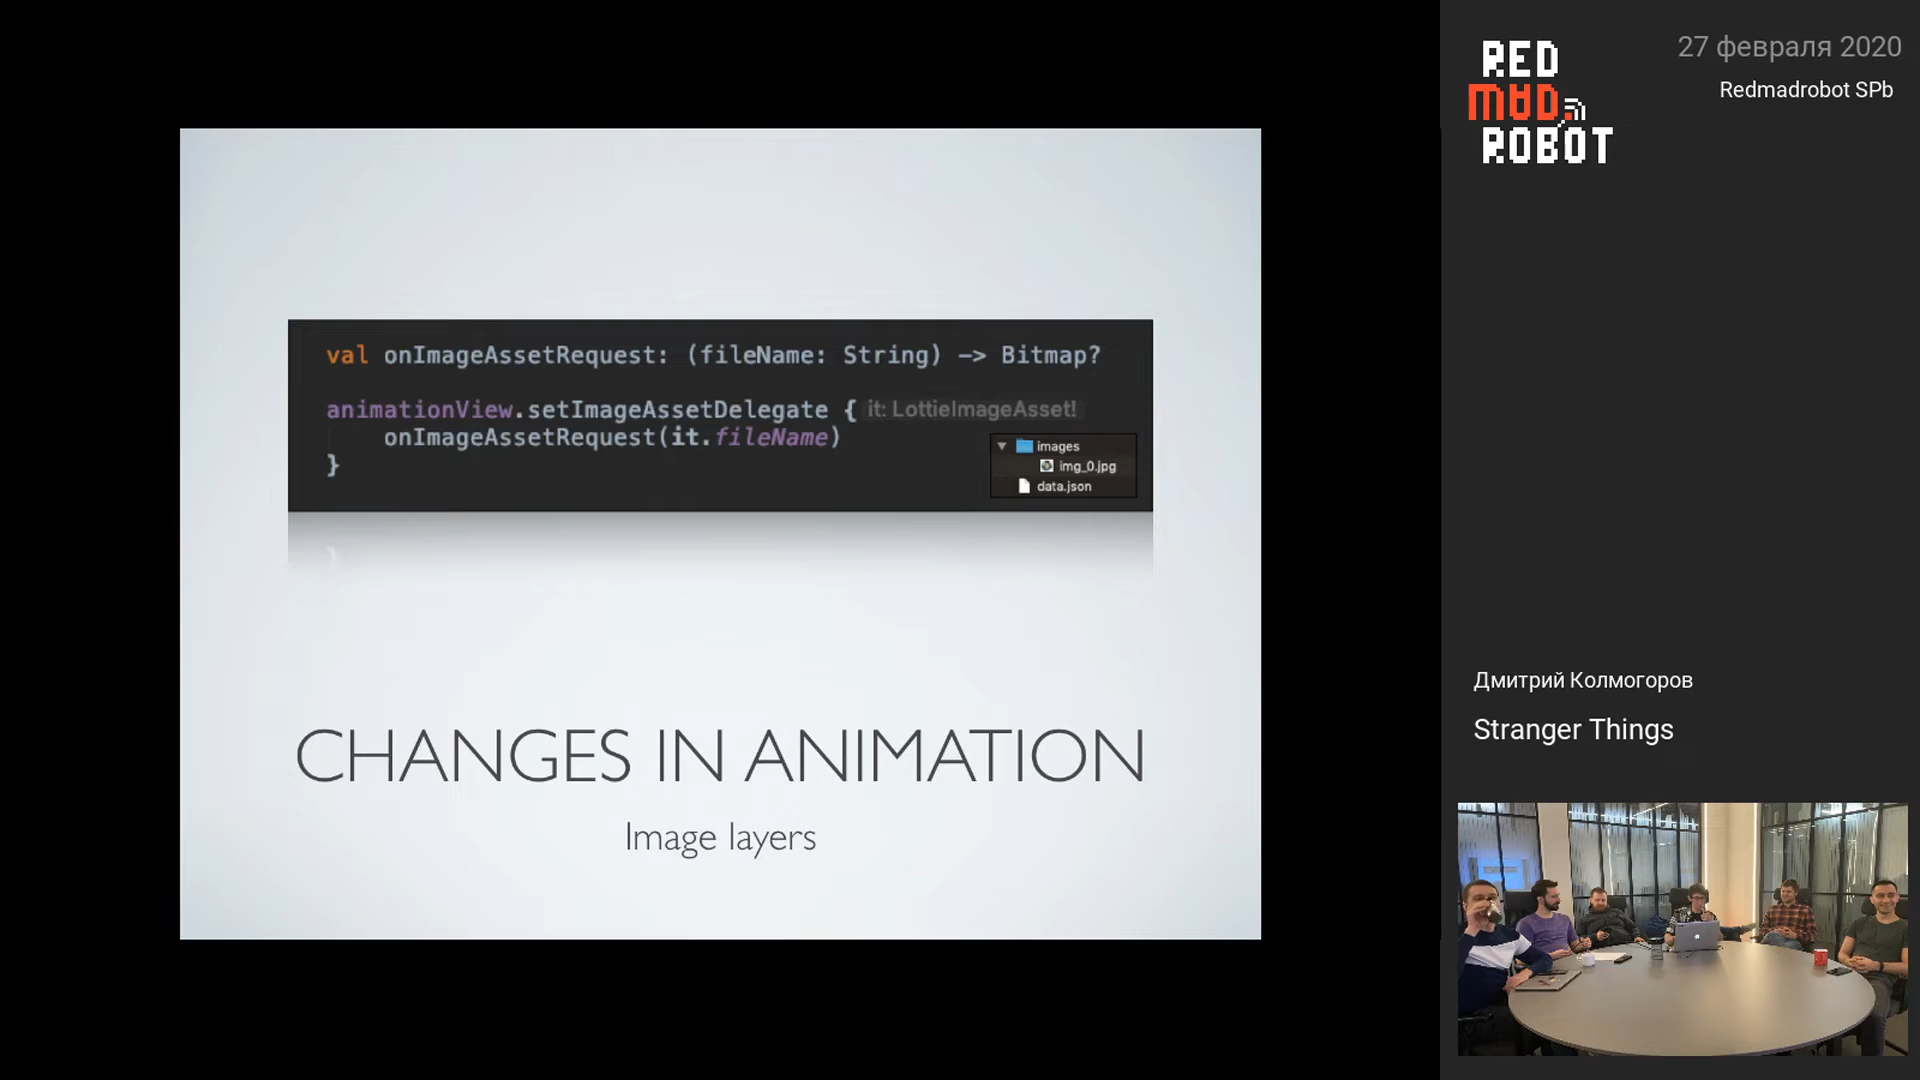 val onImageAssetRequest: (fileName: String) -> Bitmap?
animationView.setImageAssetDelegate { it: LottieImageAsset!
onImageAssetRequest(it.fileName)
}
images
img_0.jpg
data.json
CHANGES IN ANIMATION
Image layers
RED
MAD
ROBOT
27 февраля 2020
Redmadrobot SPb
Дмитрий Колмогоров
Stranger Things